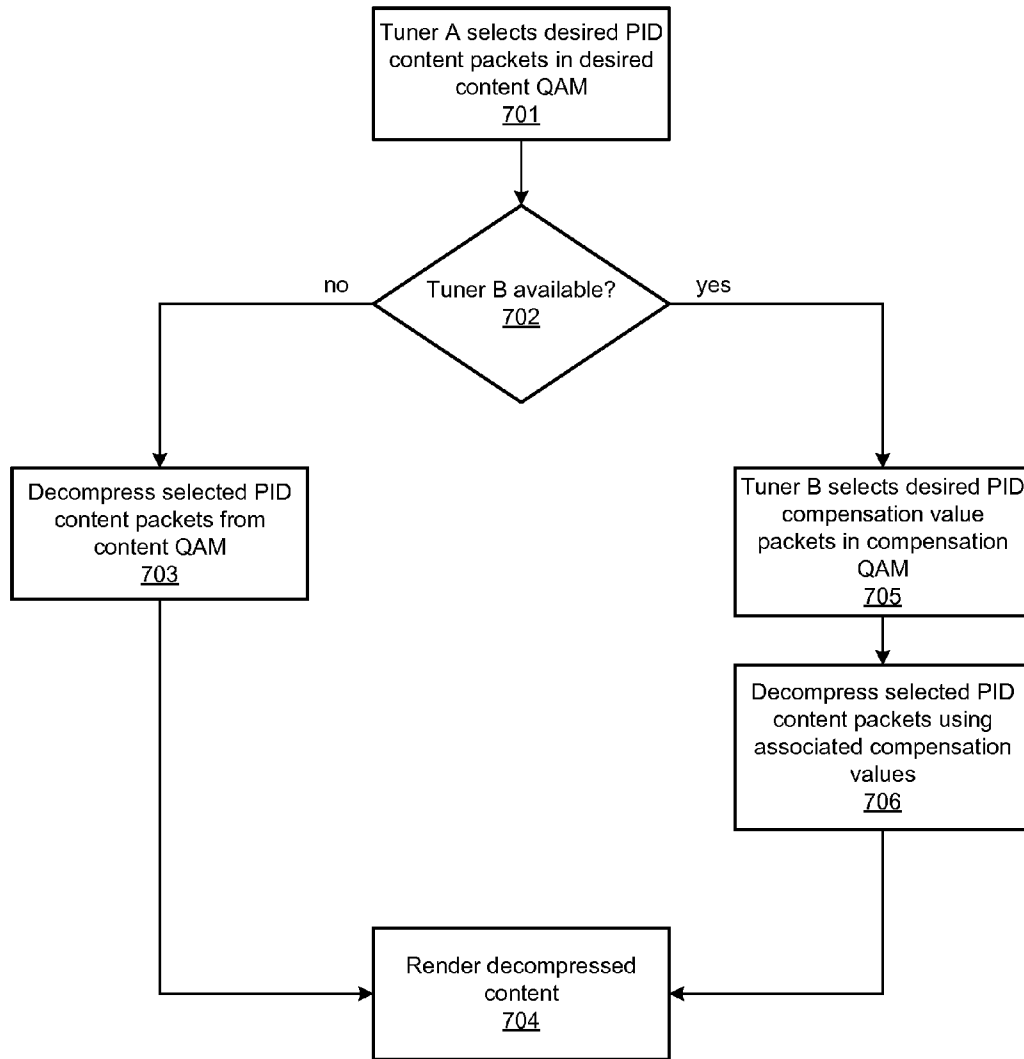 Tuner A selects desired PID
content packets in desired
content QAM
701
no
Tuner B available?
702
yes
Decompress selected PID
content packets from
content QAM
703
Tuner B selects desired PID
compensation value
packets in compensation
QAM
705
Decompress selected PID
content packets using
associated compensation
values
706
Render decompressed
content
704